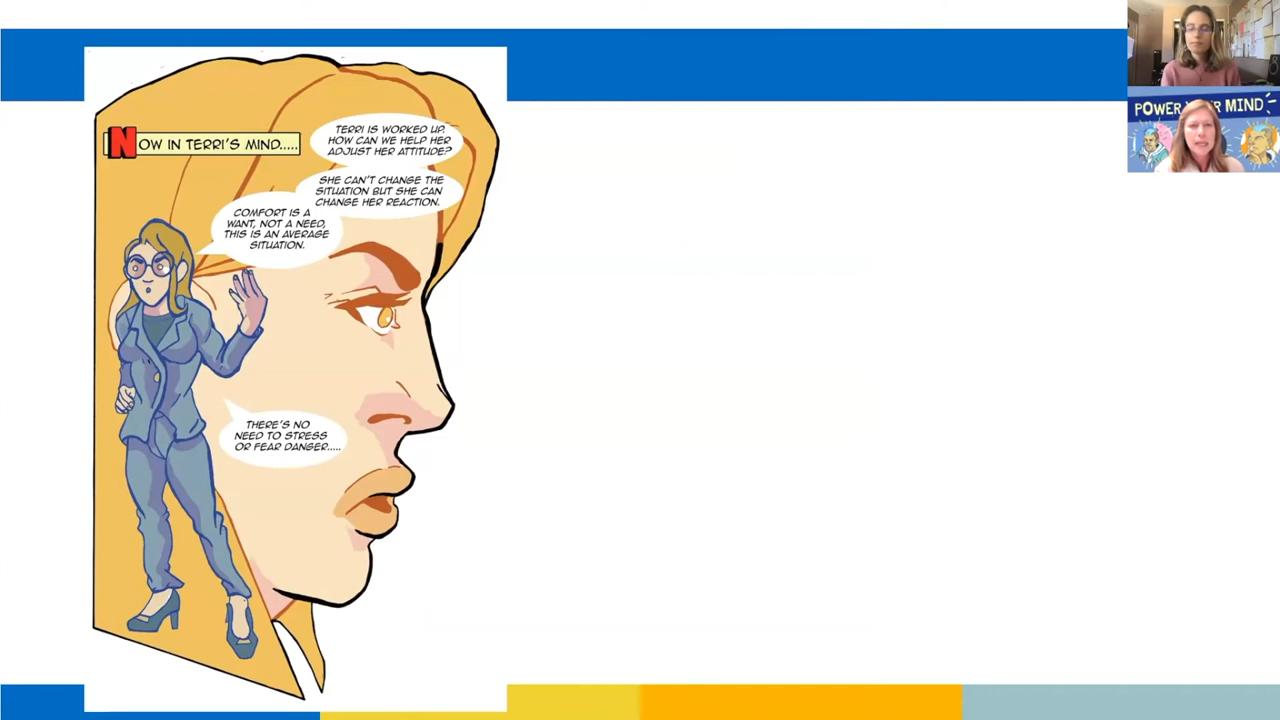 NOW IN TERRI'S MIND.....
TERRI IS WORKED UP.
HOW CAN WE HELP HER
ADJUST HER ATTITUDE?
SHE CAN'T CHANGE THE
SITUATION BUT SHE CAN
CHANGE HER REACTION.
COMFORT IS A
WANT, NOT A NEED,
THIS IS AN AVERAGE
SITUATION.
THERE'S NO
NEED TO STRESS
OR FEAR DANGER.....
POWER YOUR MIND